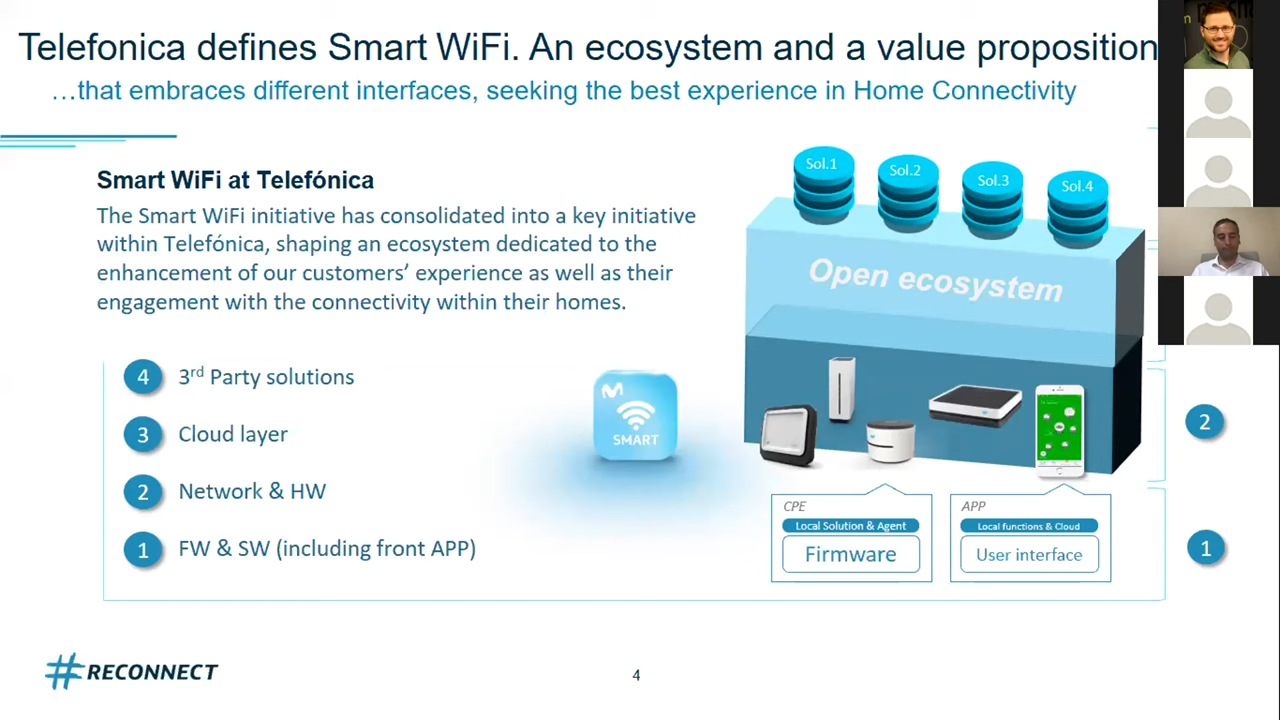 Telefonica defines Smart WiFi. An ecosystem and a value proposition
…that embraces different interfaces, seeking the best experience in Home Connectivity
Smart WiFi at Telefónica
The Smart WiFi initiative has consolidated into a key initiative
within Telefónica, shaping an ecosystem dedicated to the
enhancement of our customers' experience as well as their
engagement with the connectivity within their homes.
4 3rd Party solutions
3 Cloud layer
2 Network & HW
1 FW & SW (including front APP)
SMART
Sol.1
Sol.2
Sol.3
Sol.4
Open ecosystem
CPE
Local Solution & Agent
Firmware
APP
Local functions & Cloud
User interface
2
1
#RECONNECT
4